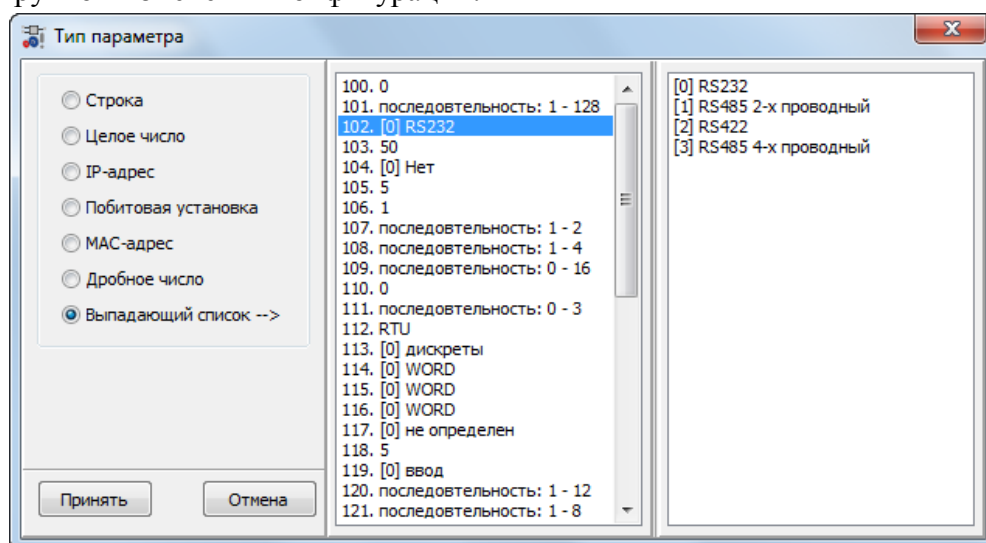 Тип параметра
Строка
Целое число
IP-адрес
Побитовая установка
MAC-адрес
Дробное число
Выпадающий список -->
Принять
Отмена
100. 0
101. последовтельность: 1 - 128
102. [0] RS232
103. 50
104. [0] Нет
105. 5
106. 1
107. последовтельность: 1 - 2
108. последовтельность: 1 - 4
109. последовтельность: 0 - 16
110. 0
111. последовтельность: 0 - 3
112. RTU
113. [0] дискреты
114. [0] WORD
115. [0] WORD
116. [0] WORD
117. [0] не определен
118. 5
119. [0] ввод
120. последовтельность: 1 - 12
121. последовтельность: 1 - 8
[0] RS232
[1] RS485 2-х проводный
[2] RS422
[3] RS485 4-х проводный